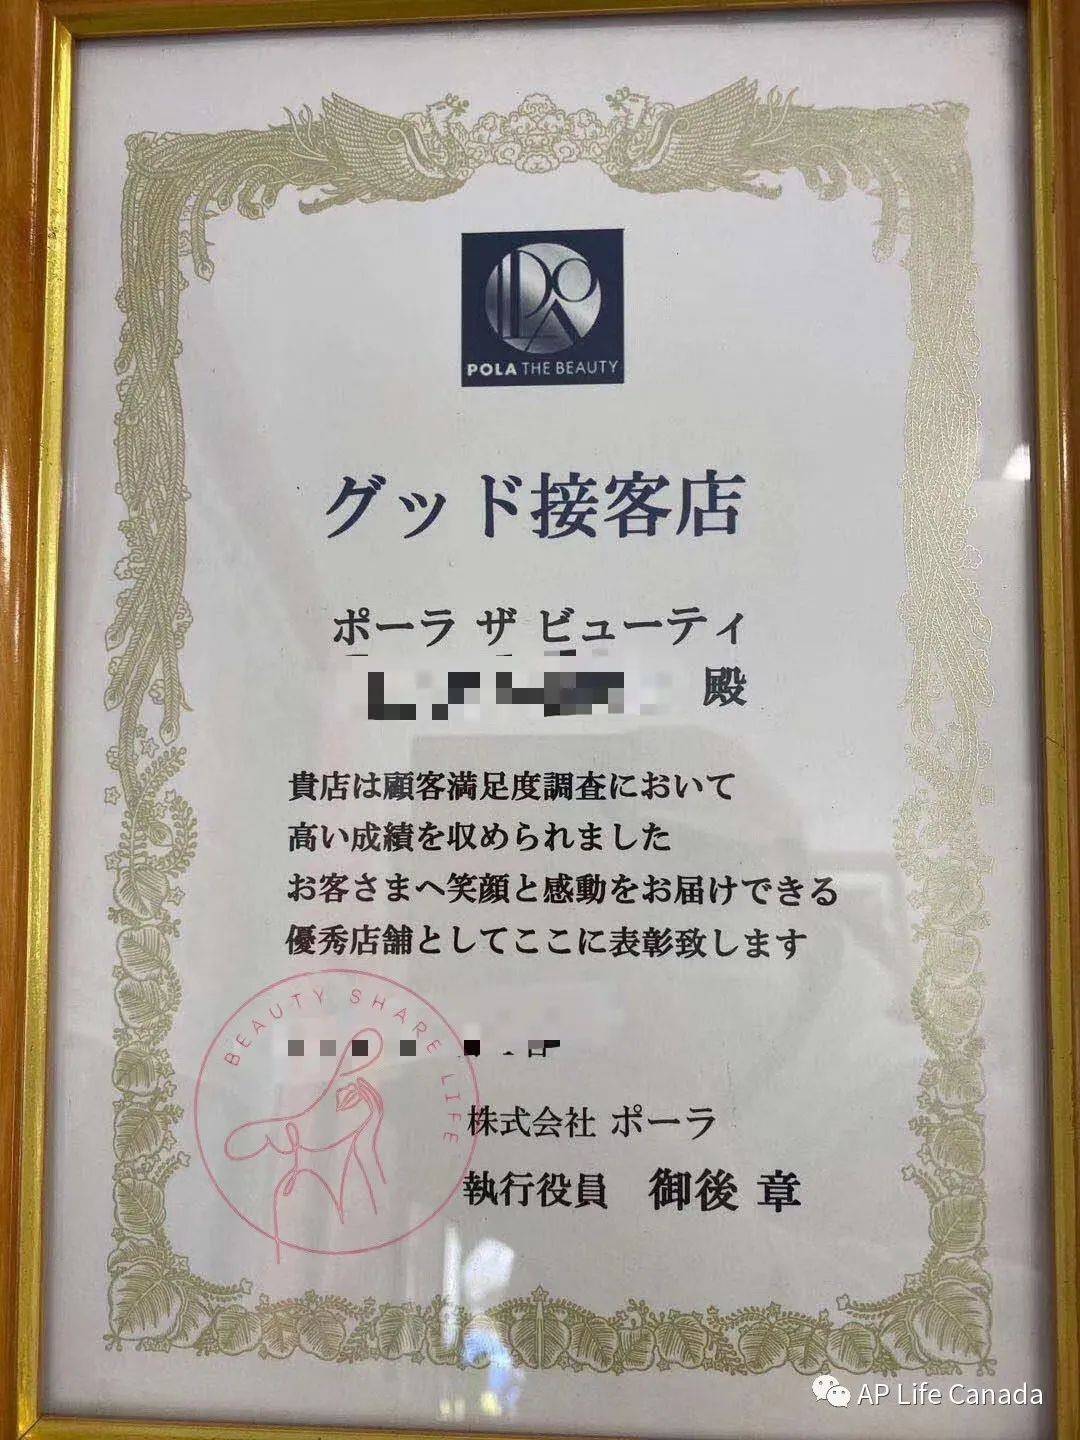 POLA THE BEAUTY
グッド接客店
ポーラ ザ ビューティ
殿
貴店は顧客満足度調査において
高い成績を収められました
お客さまへ笑顔と感動をお届けできる
優秀店舗としてここに表彰致します
BEAUTY SHARE LIFE
株式会社 ポーラ
執行役員 御後 章
AP Life Canada